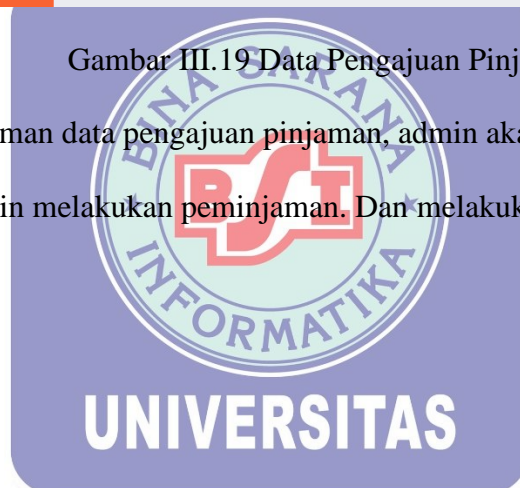 Gambar III.19 Data Pengajuan Pinj
man data pengajuan pinjaman, admin aka
in melakukan peminjaman. Dan melakuk
BINA SARANA
BSI
INFORMATIKA
UNIVERSITAS